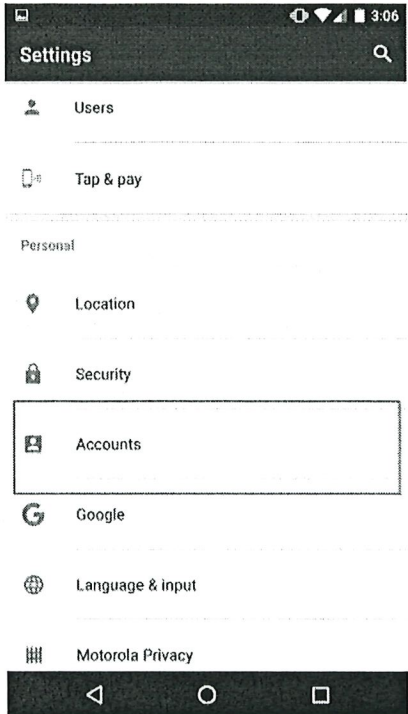 3:06
Settings
Users
Tap & pay
Personal
Location
Security
Accounts
Google
Language & input
Motorola Privacy